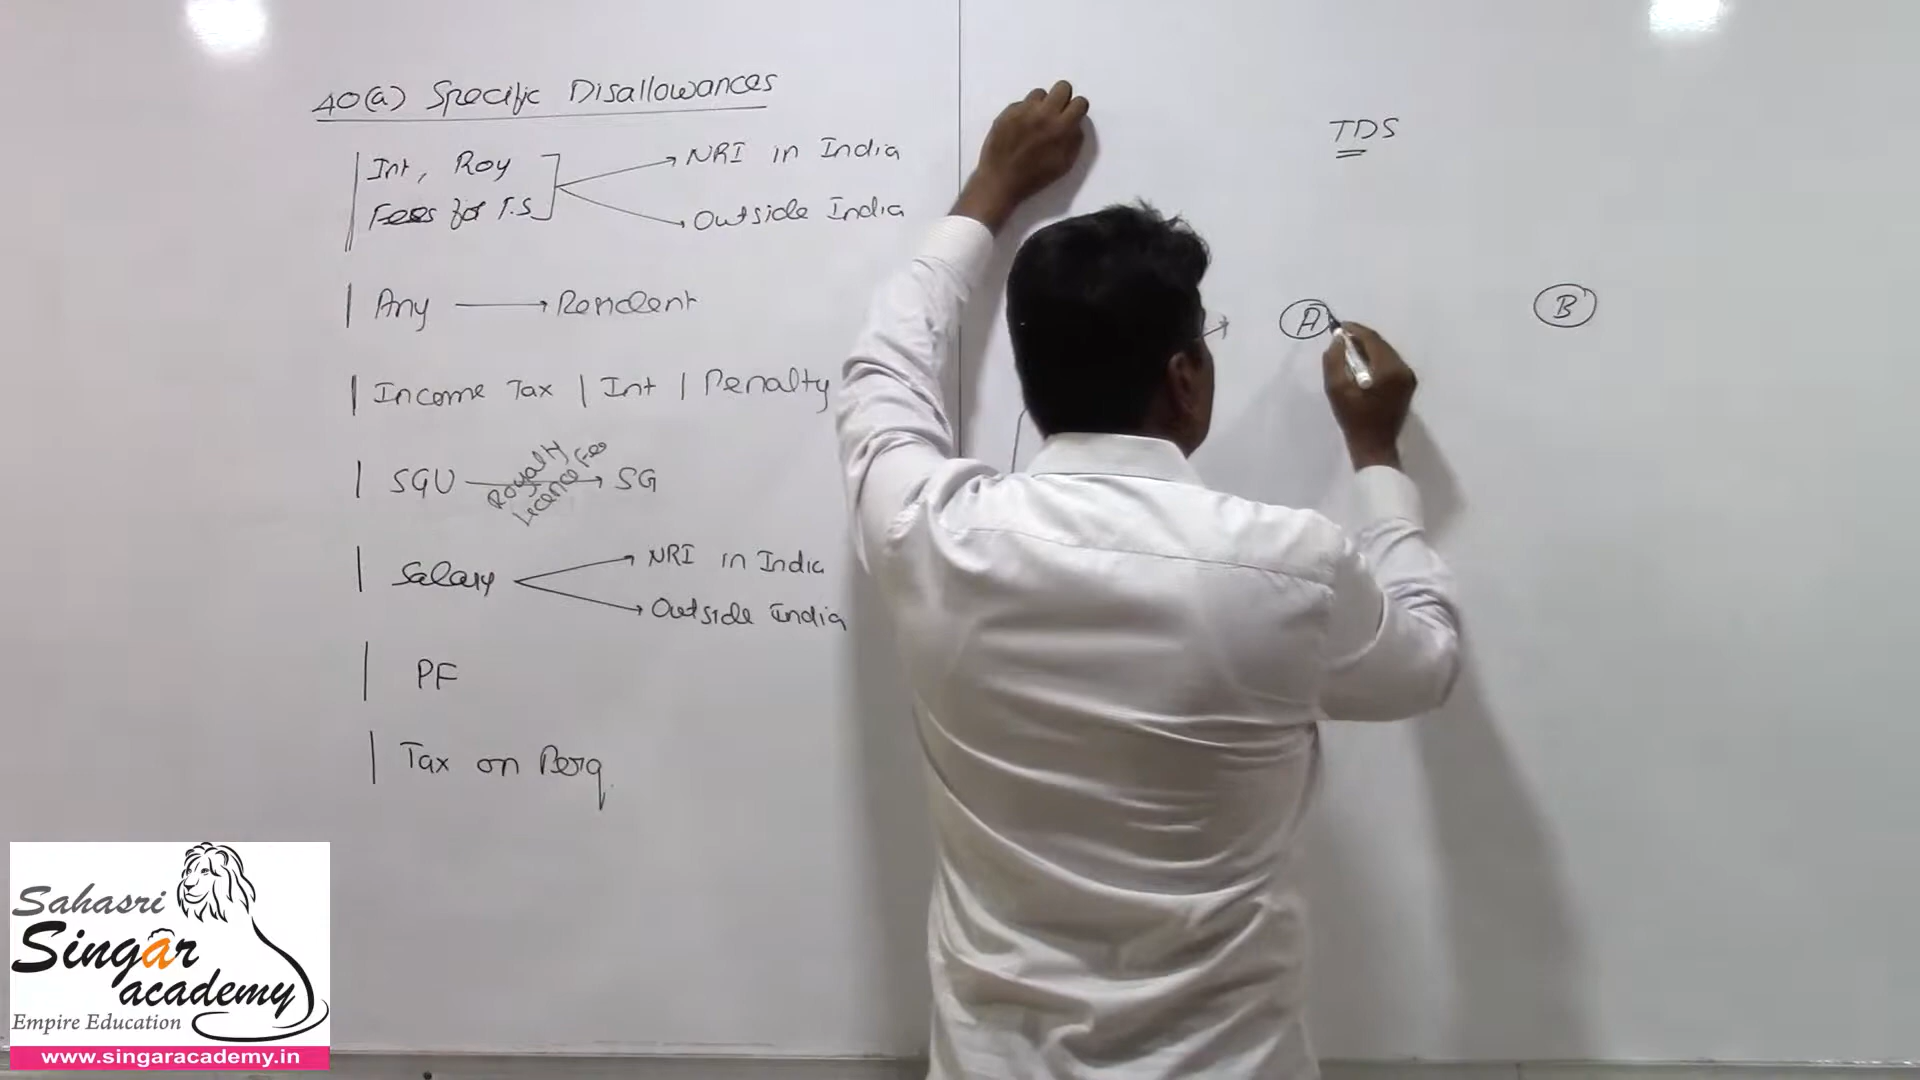 40(a) Specific Disallowances
Int, Roy
Fees for T.S
NRI in India
Outside India
Any → Resident
Income Tax | Int | Penalty
SGU → SG
Royalty
Licence Fee
Salary
NRI in India
Outside India
PF
Tax on Perq
TDS
A
B
Sahasri
Singar
academy
Empire Education
www.singaracademy.in